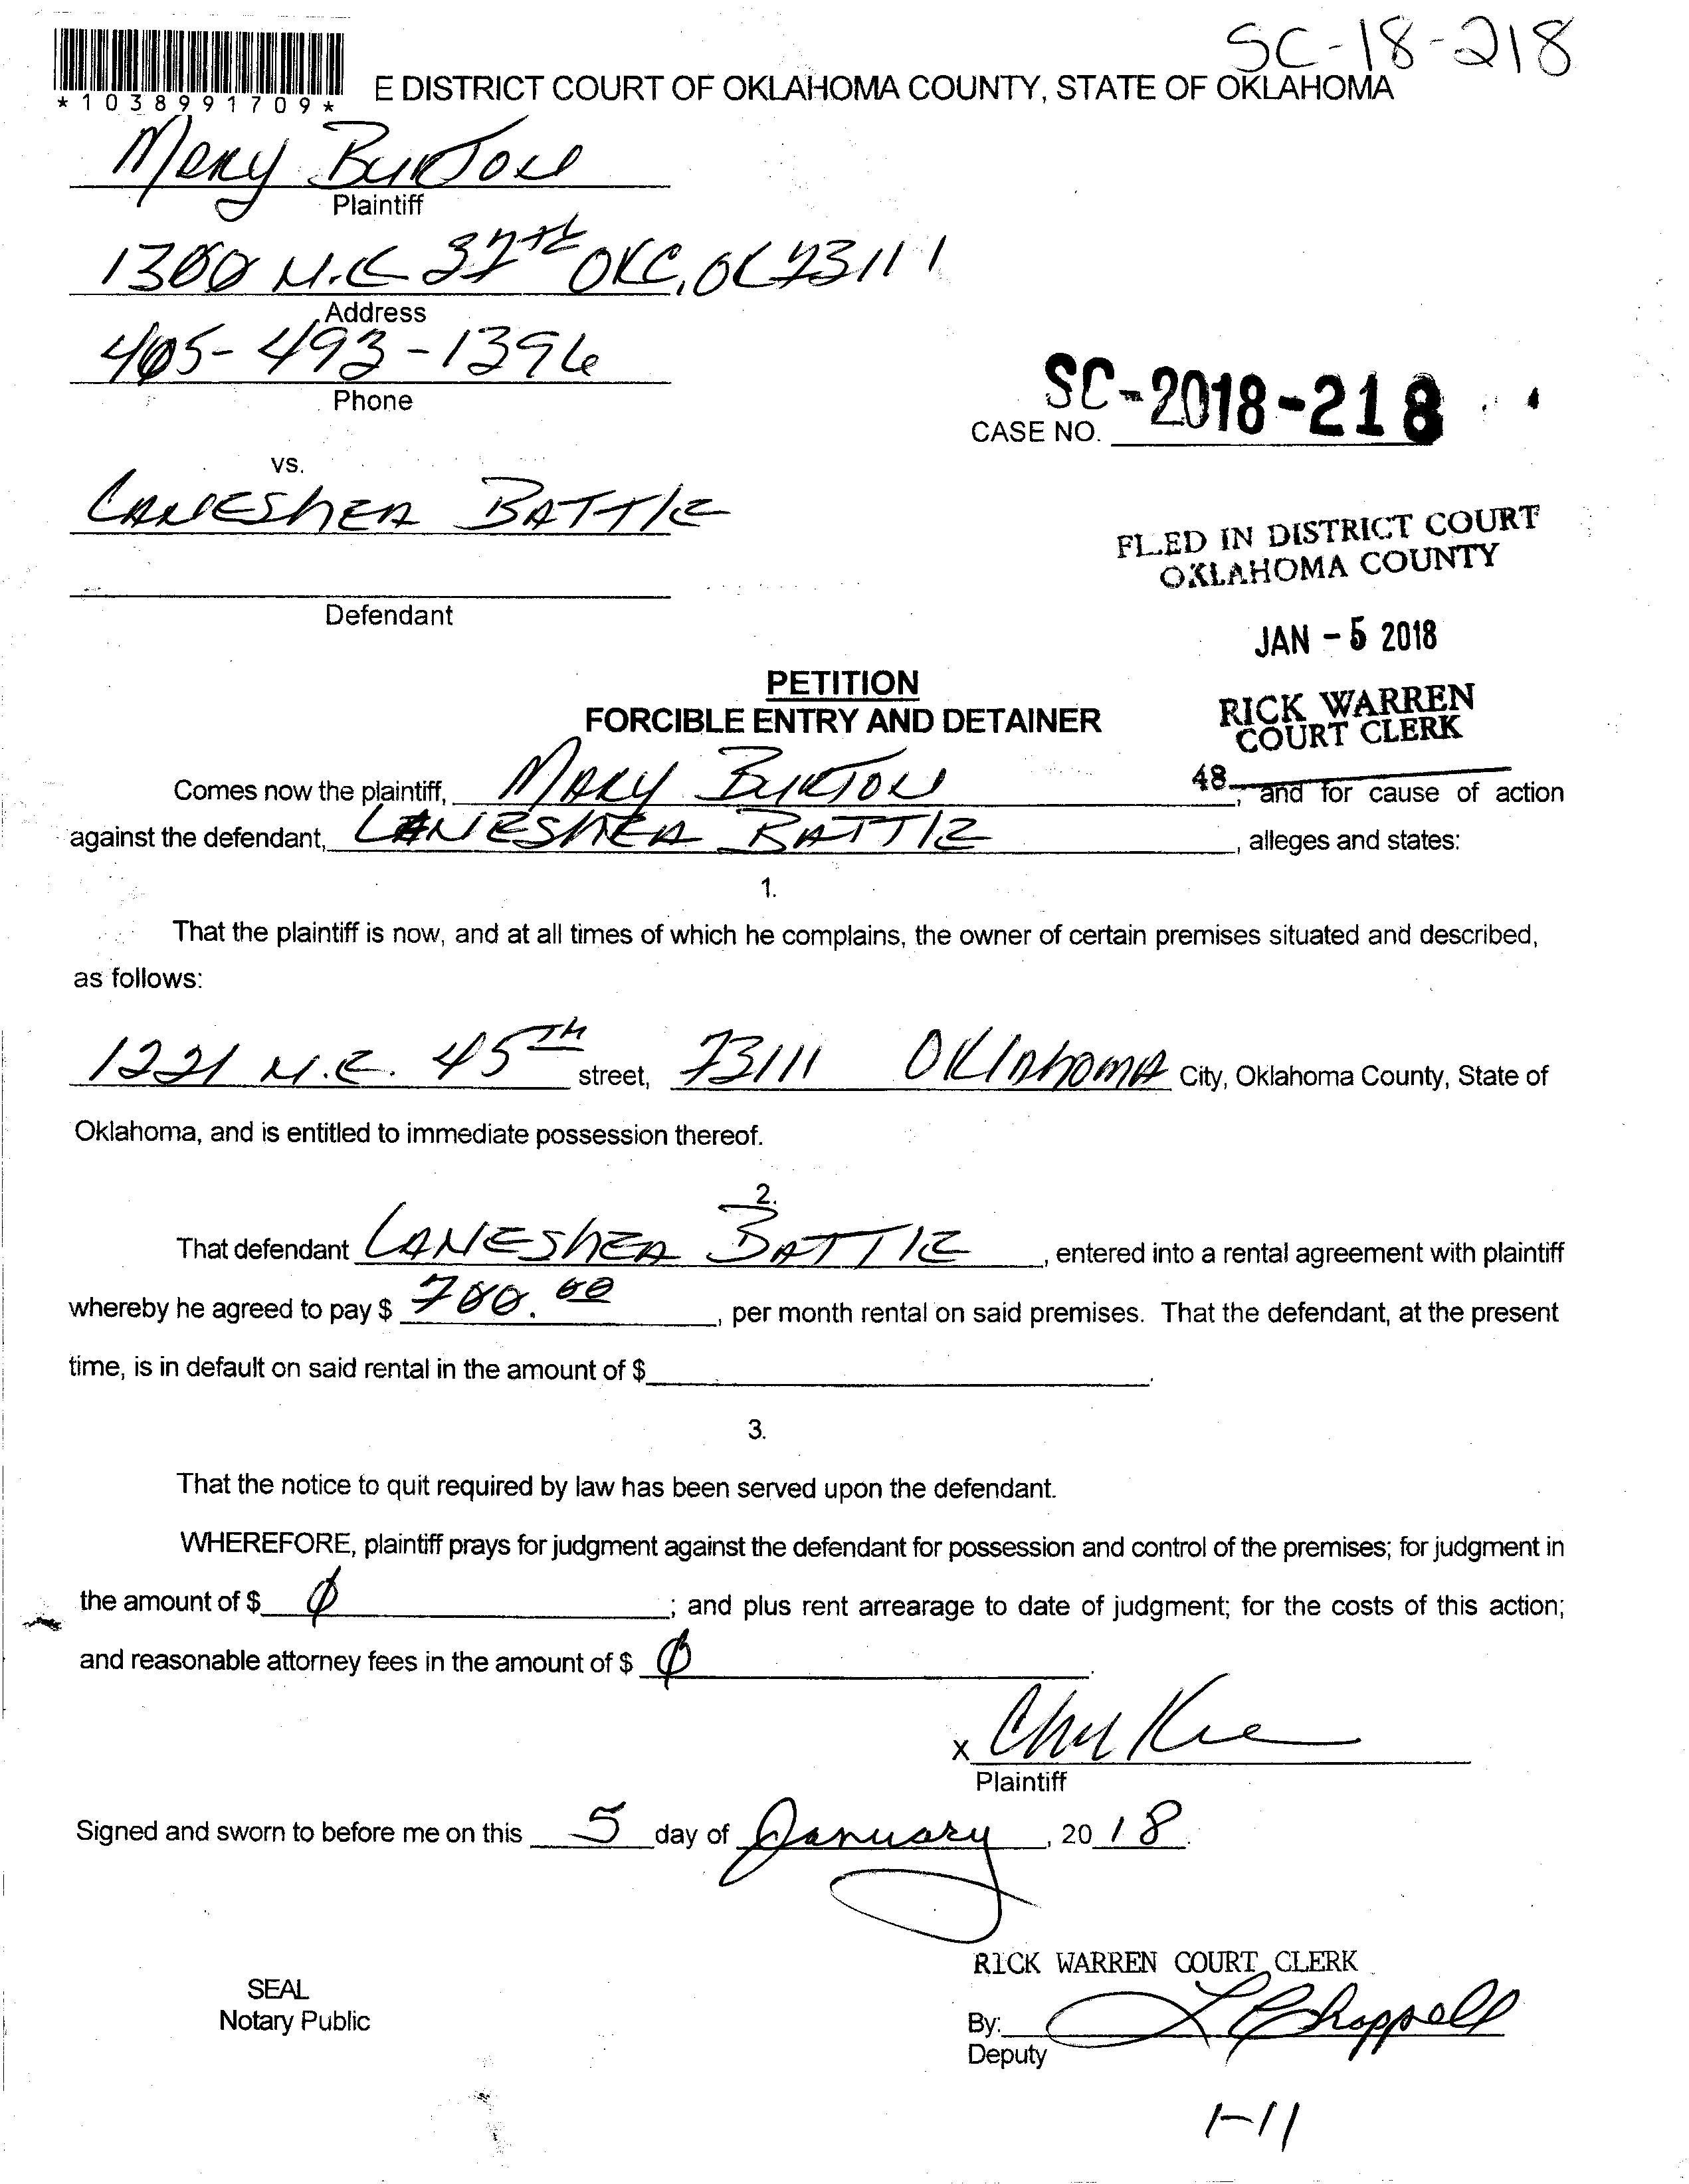 SC-18-218
*1038991709*
E DISTRICT COURT OF OKLAHOMA COUNTY, STATE OF OKLAHOMA
Mary Burton
Plaintiff
1300 N.E 37th OKC, OK 73111
Address
405-493-1396
Phone
SC-2018-218
CASE NO.
vs.
LANEShEA BATTlE
FLED IN DISTRICT COURT
OKLAHOMA COUNTY
Defendant
JAN - 5 2018
PETITION
FORCIBLE ENTRY AND DETAINER
RICK WARREN
COURT CLERK
48
Comes now the plaintiff, MARY BURTON, and for cause of action
against the defendant, LANESHEA BATTlE, alleges and states:
1.
That the plaintiff is now, and at all times of which he complains, the owner of certain premises situated and described,
as follows:
1221 N.E. 45TH street, 73111 OKlAhOMA City, Oklahoma County, State of
Oklahoma, and is entitled to immediate possession thereof.
2.
That defendant LANEShEA BATTlE, entered into a rental agreement with plaintiff
whereby he agreed to pay $ 700.00, per month rental on said premises. That the defendant, at the present
time, is in default on said rental in the amount of $.
3.
That the notice to quit required by law has been served upon the defendant.
WHEREFORE, plaintiff prays for judgment against the defendant for possession and control of the premises; for judgment in
the amount of $ Ø; and plus rent arrearage to date of judgment; for the costs of this action;
and reasonable attorney fees in the amount of $ Ø.
x
Plaintiff
Signed and sworn to before me on this 5 day of January, 20 18.
RICK WARREN COURT CLERK
SEAL
Notary Public
By: L Chappell
Deputy
1-11